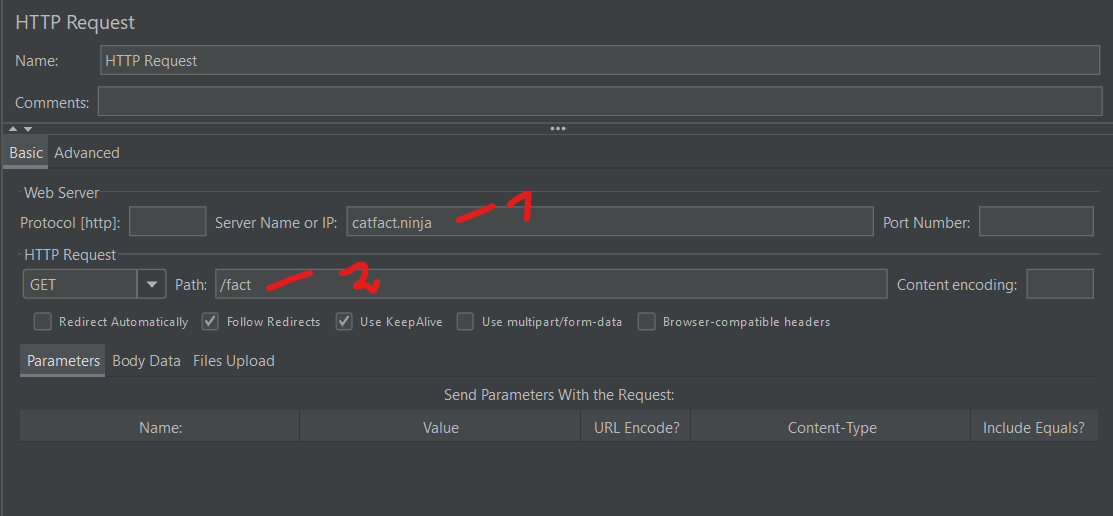 HTTP Request
Name: HTTP Request
Comments:
Basic Advanced
Web Server
Protocol [http]: Server Name or IP: catfact.ninja 1 Port Number:
HTTP Request
GET Path: /fact 2 Content encoding:
Redirect Automatically Follow Redirects Use KeepAlive Use multipart/form-data Browser-compatible headers
Parameters Body Data Files Upload
Send Parameters With the Request:
Name: Value URL Encode? Content-Type Include Equals?